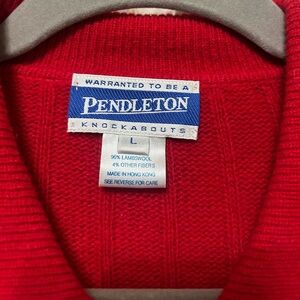 WARRANTED TO BE A
PENDLETON
KNOCKABOUTS
L
96% LAMBSWOOL
4% OTHER FIBERS
MADE IN HONG KONG
SEE REVERSE FOR CARE